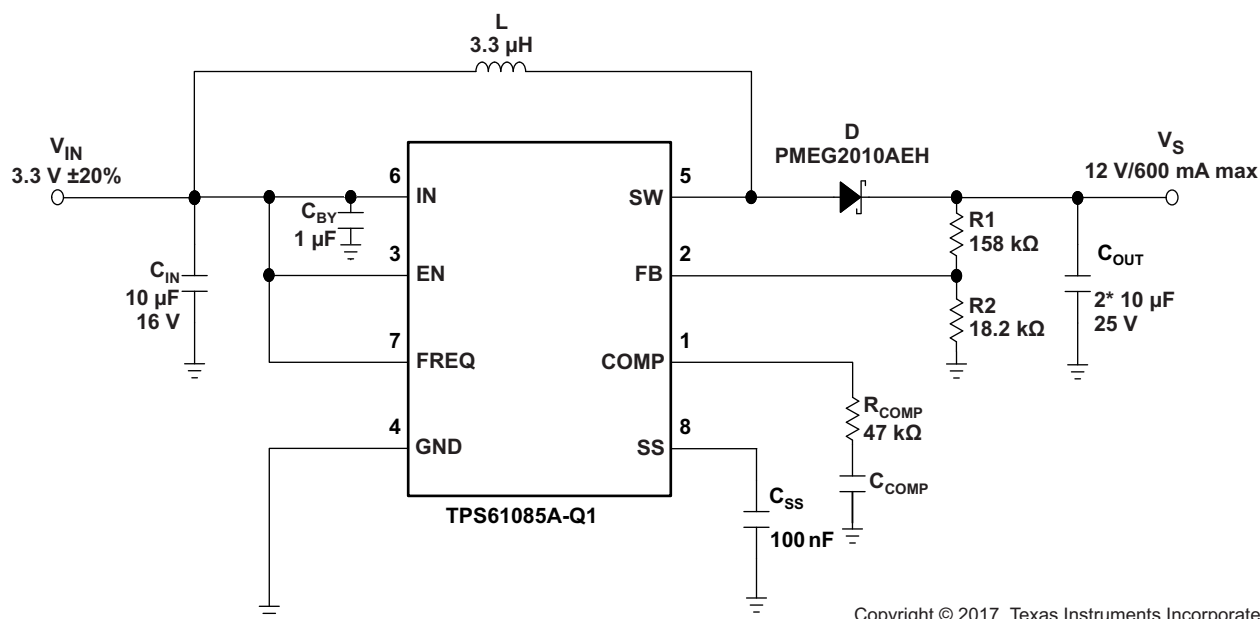 L
3.3 µH
V_IN
3.3 V ±20%
D
PMEG2010AEH
V_S
12 V/600 mA max
6
IN
C_BY
1 µF
3
EN
7
FREQ
4
GND
C_IN
10 µF
16 V
5
SW
2
FB
1
COMP
8
SS
R1
158 kΩ
R2
18.2 kΩ
C_OUT
2* 10 µF
25 V
R_COMP
47 kΩ
C_COMP
C_SS
100 nF
TPS61085A-Q1
Copyright © 2017, Texas Instruments Incorporate